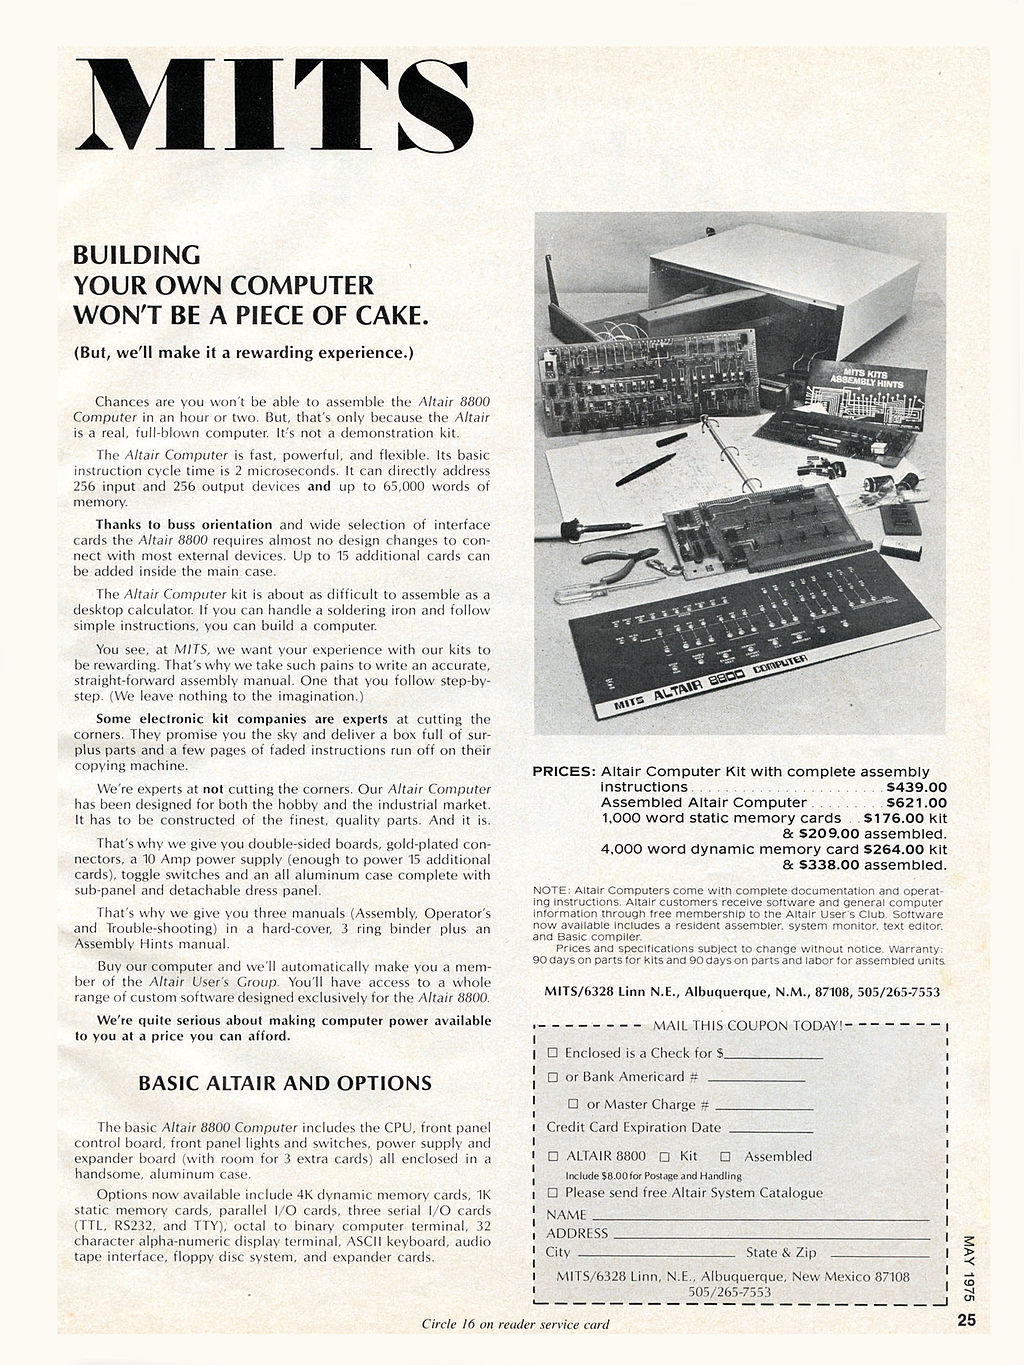 MITS
BUILDING
YOUR OWN COMPUTER
WON'T BE A PIECE OF CAKE.
(But, we'll make it a rewarding experience.)
Chances are you won't be able to assemble the Altair 8800
Computer in an hour or two. But, that's only because the Altair
is a real, full-blown computer. It's not a demonstration kit.
The Altair Computer is fast, powerful, and flexible. Its basic
instruction cycle time is 2 microseconds. It can directly address
256 input and 256 output devices and up to 65,000 words of
memory.
Thanks to buss orientation and wide selection of interface
cards the Altair 8800 requires almost no design changes to con-
nect with most external devices. Up to 15 additional cards can
be added inside the main case.
The Altair Computer kit is about as difficult to assemble as a
desktop calculator. If you can handle a soldering iron and follow
simple instructions, you can build a computer.
You see, at MITS, we want your experience with our kits to
be rewarding. That's why we take such pains to write an accurate,
straight-forward assembly manual. One that you follow step-by-
step. (We leave nothing to the imagination.)
Some electronic kit companies are experts at cutting the
corners. They promise you the sky and deliver a box full of sur-
plus parts and a few pages of faded instructions run off on their
copying machine.
We're experts at not cutting the corners. Our Altair Computer
has been designed for both the hobby and the industrial market.
It has to be constructed of the finest, quality parts. And it is.
That's why we give you double-sided boards, gold-plated con-
nectors, a 10 Amp power supply (enough to power 15 additional
cards), toggle switches and an all aluminum case complete with
sub-panel and detachable dress panel.
That's why we give you three manuals (Assembly, Operator's
and Trouble-shooting) in a hard-cover, 3 ring binder plus an
Assembly Hints manual.
Buy our computer and we'll automatically make you a mem-
ber of the Altair User's Group. You'll have access to a whole
range of custom software designed exclusively for the Altair 8800.
We're quite serious about making computer power available
to you at a price you can afford.
BASIC ALTAIR AND OPTIONS
The basic Altair 8800 Computer includes the CPU, front panel
control board, front panel lights and switches, power supply and
expander board (with room for 3 extra cards) all enclosed in a
handsome, aluminum case.
Options now available include 4K dynamic memory cards, 1K
static memory cards, parallel I/O cards, three serial I/O cards
(TTL, RS232, and TTY), octal to binary computer terminal, 32
character alpha-numeric display terminal, ASCII keyboard, audio
tape interface, floppy disc system, and expander cards.
MITS KITS
ASSEMBLY HINTS
MITS ALTAIR 8800 COMPUTER
PRICES: Altair Computer Kit with complete assembly
instructions . . . . . . . . . . . . . . . . . . . . . . $439.00
Assembled Altair Computer . . . . . . . . $621.00
1,000 word static memory cards . . $176.00 kit
& $209.00 assembled.
4,000 word dynamic memory card $264.00 kit
& $338.00 assembled.
NOTE: Altair Computers come with complete documentation and operat-
ing instructions. Altair customers receive software and general computer
information through free membership to the Altair User's Club. Software
now available includes a resident assembler, system monitor, text editor,
and Basic compiler.
Prices and specifications subject to change without notice. Warranty:
90 days on parts for kits and 90 days on parts and labor for assembled units.
MITS/6328 Linn N.E., Albuquerque, N.M., 87108, 505/265-7553
MAIL THIS COUPON TODAY!
☐ Enclosed is a Check for $
☐ or Bank Americard #
☐ or Master Charge #
Credit Card Expiration Date
☐ ALTAIR 8800 ☐ Kit ☐ Assembled
Include $8.00 for Postage and Handling
☐ Please send free Altair System Catalogue
NAME
ADDRESS
City State & Zip
MITS/6328 Linn, N.E., Albuquerque, New Mexico 87108
505/265-7553
MAY 1975
25
Circle 16 on reader service card